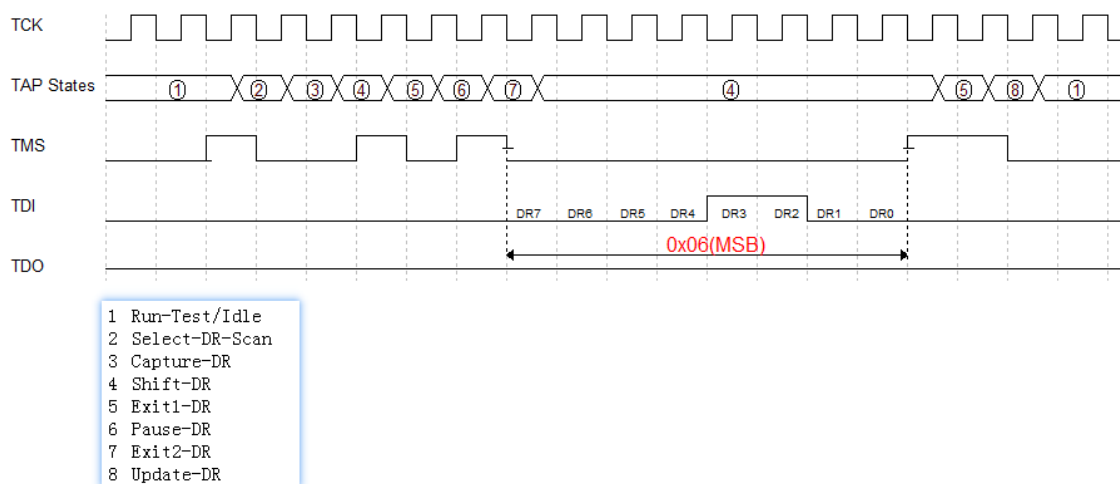 TCK
TAP States ① ② ③ ④ ⑤ ⑥ ⑦ ④ ⑤ ⑧ ①
TMS
TDI DR7 DR6 DR5 DR4 DR3 DR2 DR1 DR0
0x06(MSB)
TDO
1 Run-Test/Idle
2 Select-DR-Scan
3 Capture-DR
4 Shift-DR
5 Exit1-DR
6 Pause-DR
7 Exit2-DR
8 Update-DR